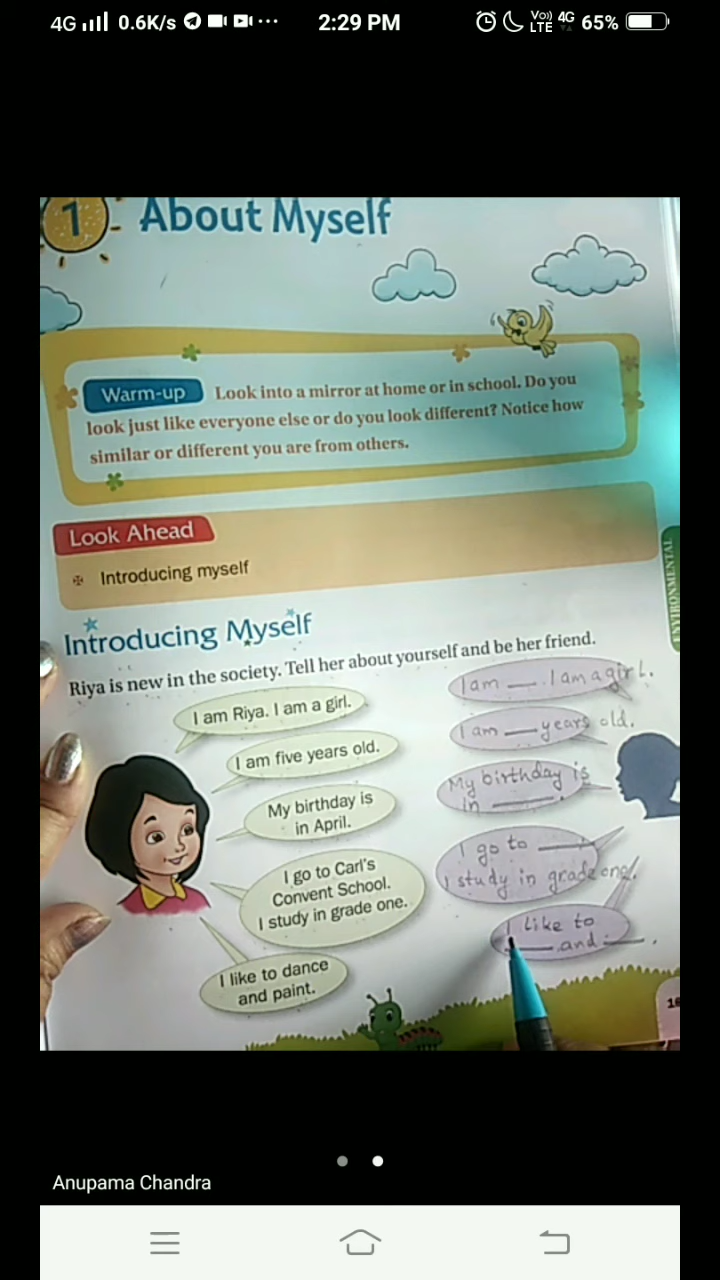 4G 0.6K/s ... 2:29 PM Vo) LTE 4G 65%
1 About Myself
Warm-up Look into a mirror at home or in school. Do you
look just like everyone else or do you look different? Notice how
similar or different you are from others.
Look Ahead
Introducing myself
ENVIRONMENTAL
Introducing Myself
Riya is new in the society. Tell her about yourself and be her friend.
I am Riya. I am a girl.
I am five years old.
My birthday is
in April.
I go to Carl's
Convent School.
I study in grade one.
I like to dance
and paint.
I am ___. I am a girl.
I am ___ years old.
My birthday is
in ___.
I go to ___
I study in grade one.
I like to
___ and ___.
Anupama Chandra